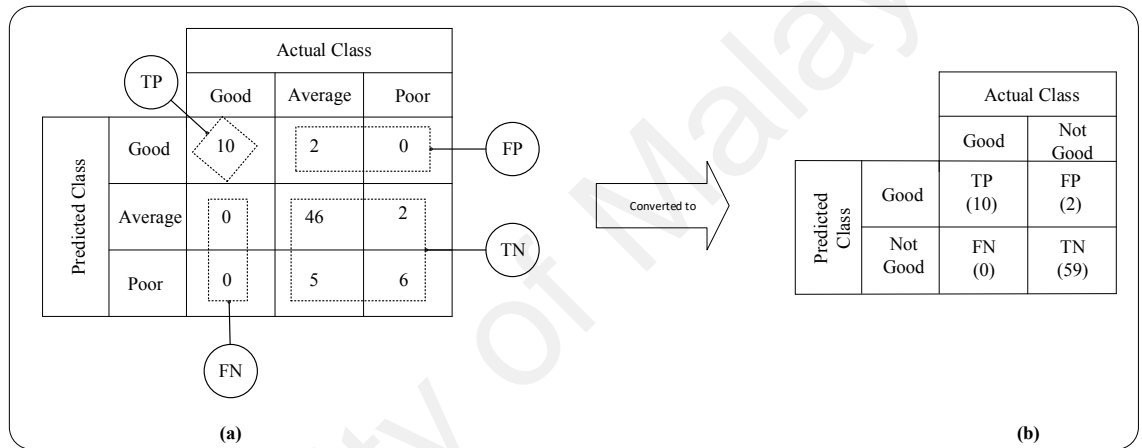 Actual Class
Good Average Poor
TP
Predicted Class
Good 10 2 0
FP
Average 0 46 2
TN
Poor 0 5 6
FN
(a)
Converted to
Actual Class
Good Not
Good
Predicted
Class
Good TP
(10) FP
(2)
Not
Good FN
(0) TN
(59)
(b)
of Malay